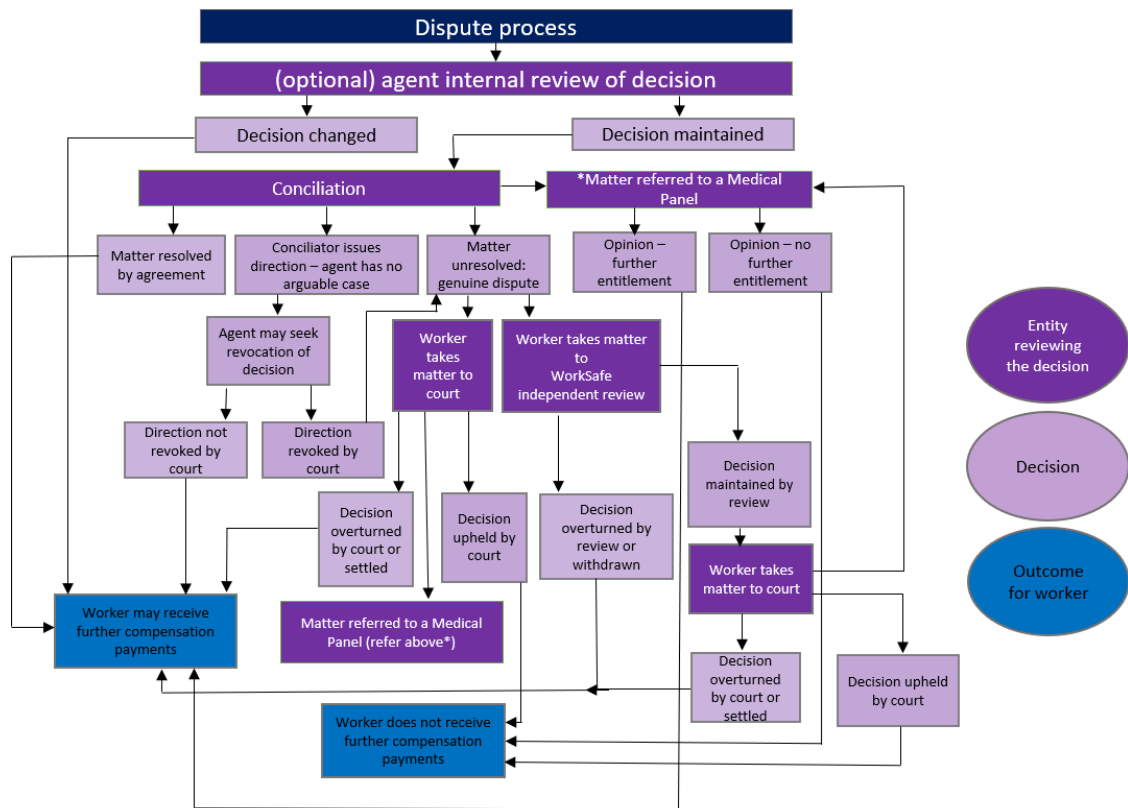 Dispute process
(optional) agent internal review of decision
Decision changed
Decision maintained
Conciliation
*Matter referred to a Medical
Panel
Matter resolved
by agreement
Conciliator issues
direction – agent has no
arguable case
Matter
unresolved:
genuine dispute
Opinion –
further
entitlement
Opinion – no
further
entitlement
Agent may seek
revocation of
decision
Worker
takes
matter to
court
Worker takes matter
to
WorkSafe
independent review
Entity
reviewing
the decision
Direction not
revoked by
court
Direction
revoked by
court
Decision
maintained by
review
Decision
Decision
overturned
by court or
settled
Decision
upheld by
court
Decision
overturned by
review or
withdrawn
Worker takes
matter to court
Outcome
for worker
Worker may receive
further compensation
payments
Matter referred to a Medical
Panel (refer above*)
Decision
overturned
by court or
settled
Decision upheld
by court
Worker does not receive
further compensation
payments